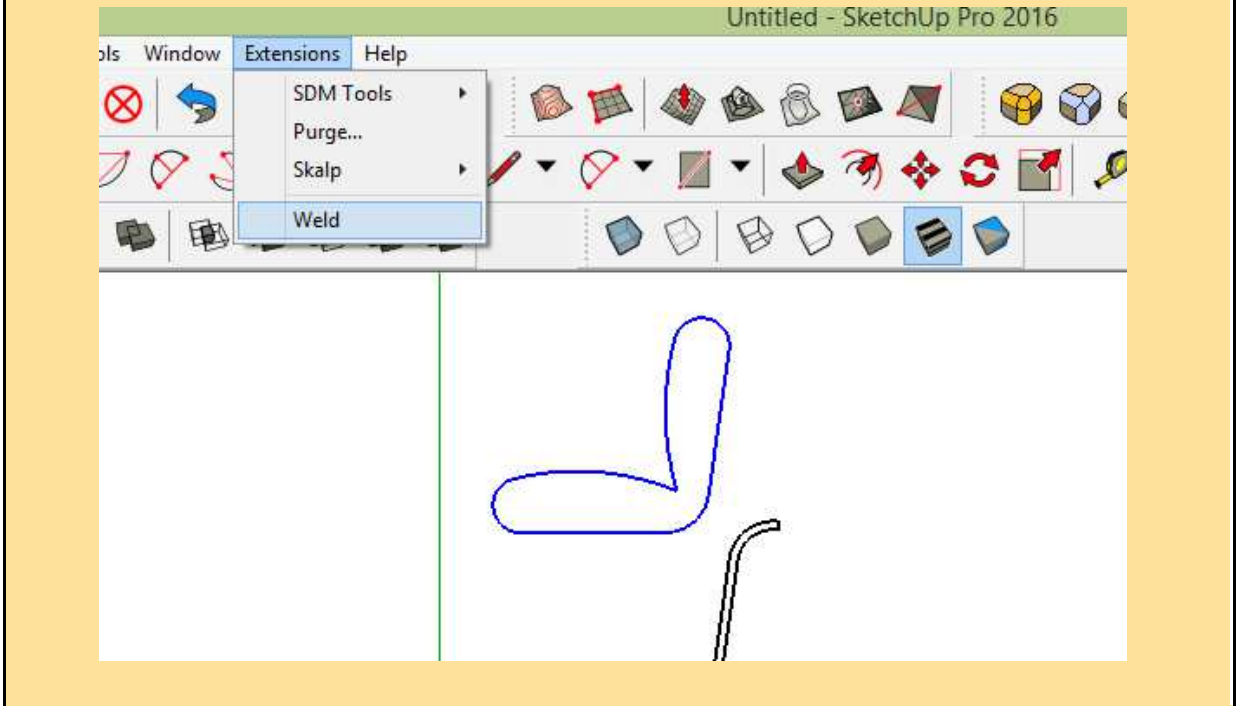 Untitled - SketchUp Pro 2016
ols Window Extensions Help
SDM Tools
Purge...
Skalp
Weld